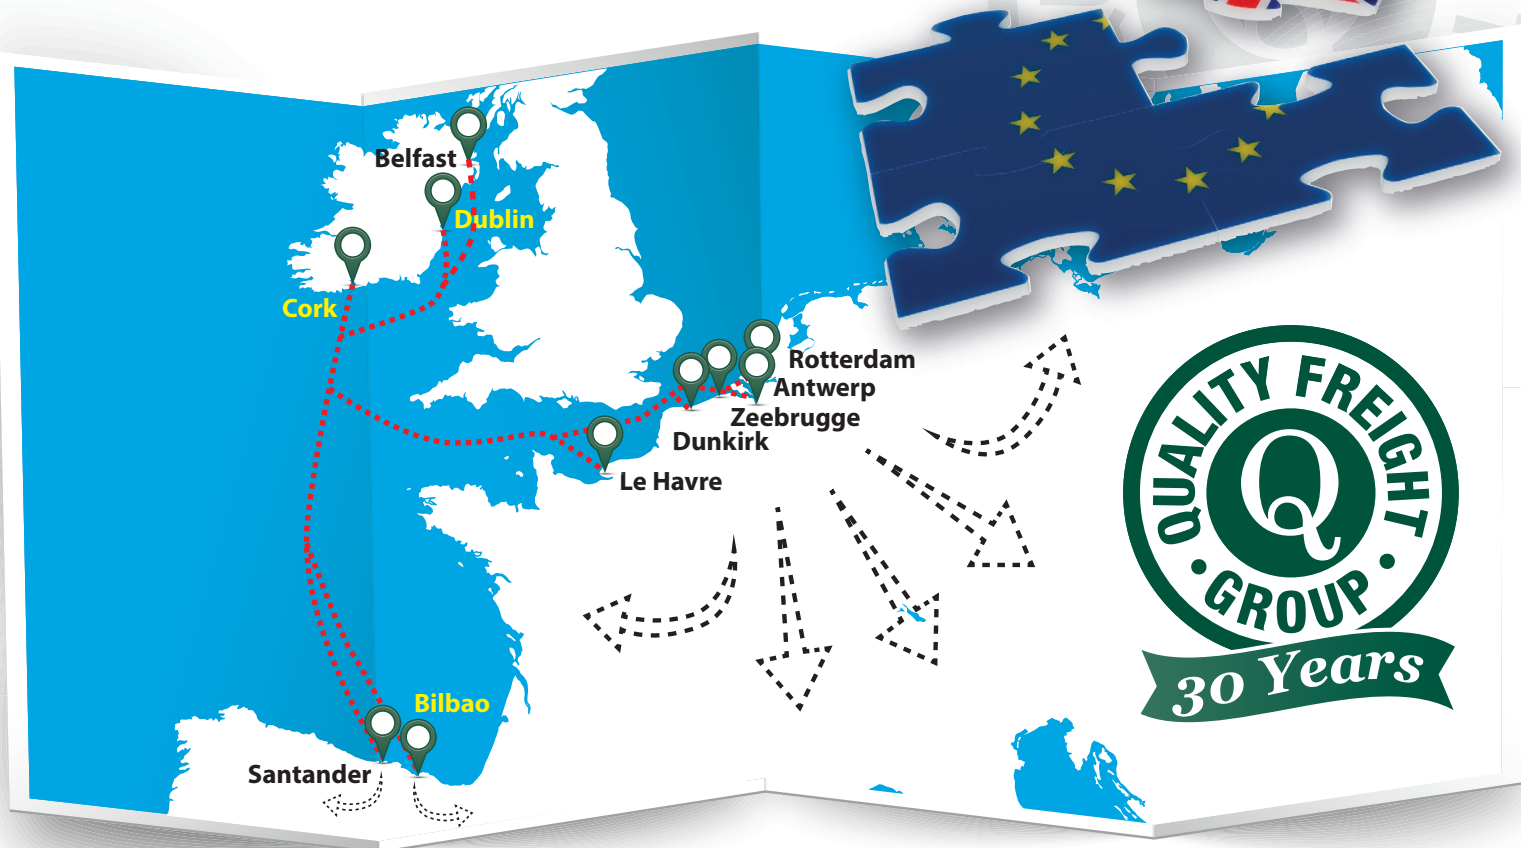 Belfast
Dublin
Cork
Rotterdam
Antwerp
Zeebrugge
Dunkirk
Le Havre
Bilbao
Santander
QUALITY FREIGHT
Q
• GROUP •
30 Years